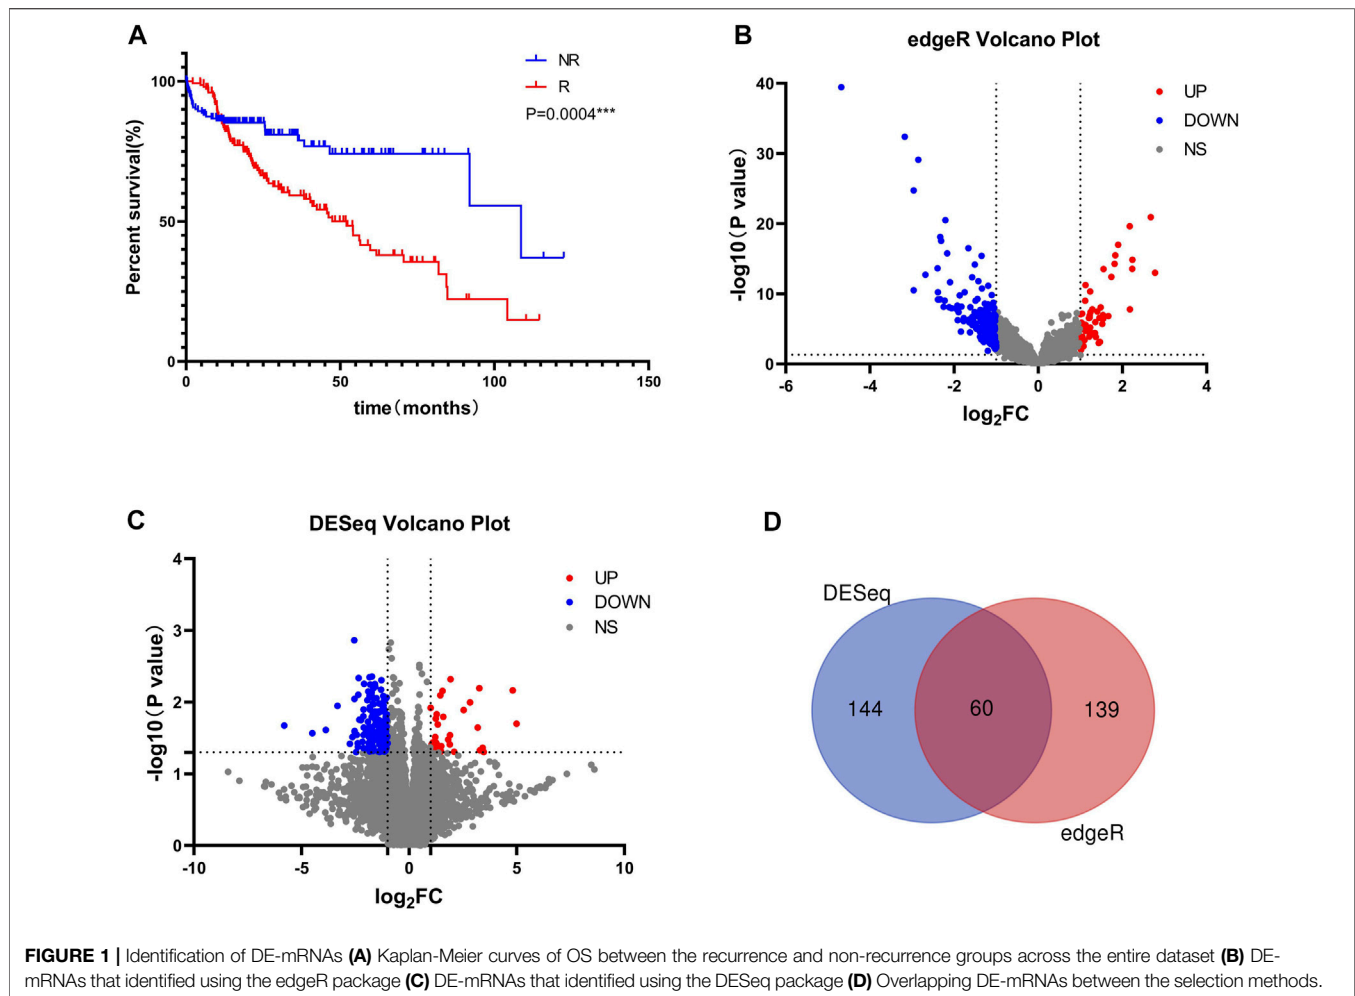 A
NR
R
P=0.0004***
100
50
0
Percent survival(%)
0
50
100
150
time(months)
B
edgeR Volcano Plot
UP
DOWN
NS
40
30
20
10
0
-log10(P value)
-6
-4
-2
0
2
4
log2FC
C
DESeq Volcano Plot
UP
DOWN
NS
4
3
2
1
0
-log10(P value)
-10
-5
0
5
10
log2FC
D
DESeq
144
60
139
edgeR
FIGURE 1 | Identification of DE-mRNAs (A) Kaplan-Meier curves of OS between the recurrence and non-recurrence groups across the entire dataset (B) DE-
mRNAs that identified using the edgeR package (C) DE-mRNAs that identified using the DESeq package (D) Overlapping DE-mRNAs between the selection methods.